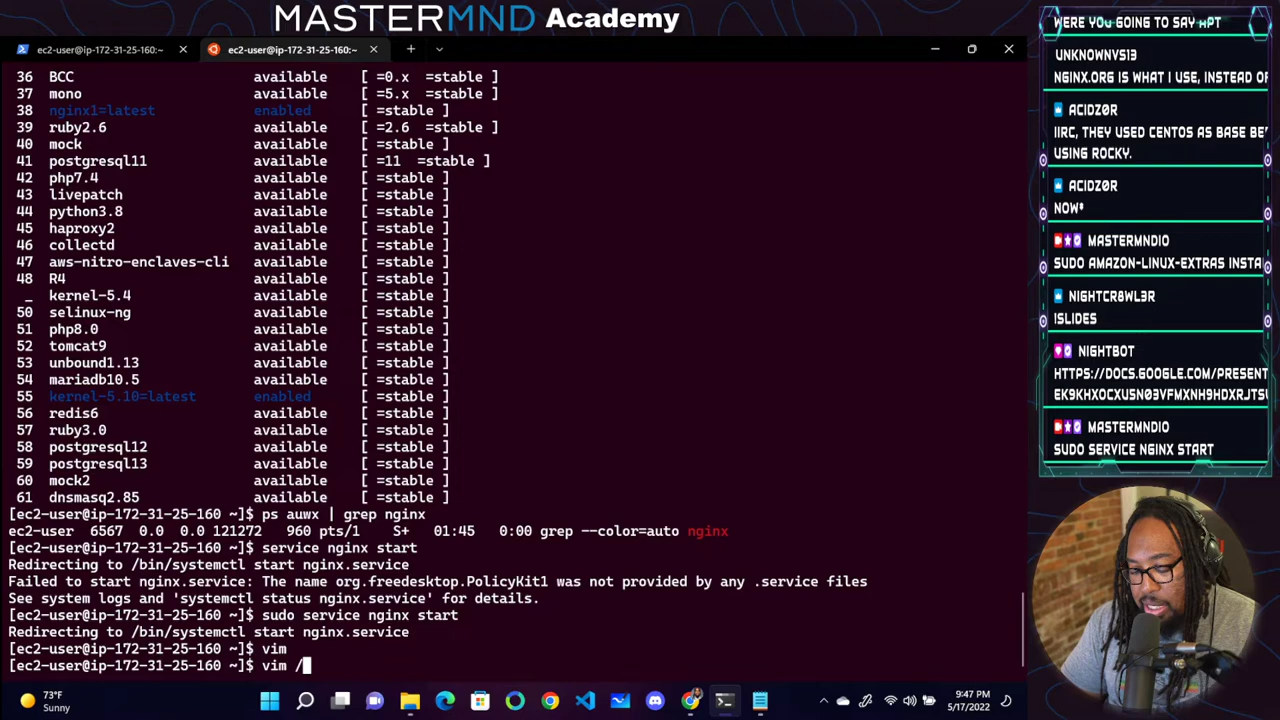 MASTERMND Academy
ec2-user@ip-172-31-25-160:~
ec2-user@ip-172-31-25-160:~
36 BCC available [ =0.x =stable ]
37 mono available [ =5.x =stable ]
38 nginx1=latest enabled [ =stable ]
39 ruby2.6 available [ =2.6 =stable ]
40 mock available [ =stable ]
41 postgresql11 available [ =11 =stable ]
42 php7.4 available [ =stable ]
43 livepatch available [ =stable ]
44 python3.8 available [ =stable ]
45 haproxy2 available [ =stable ]
46 collectd available [ =stable ]
47 aws-nitro-enclaves-cli available [ =stable ]
48 R4 available [ =stable ]
_ kernel-5.4 available [ =stable ]
50 selinux-ng available [ =stable ]
51 php8.0 available [ =stable ]
52 tomcat9 available [ =stable ]
53 unbound1.13 available [ =stable ]
54 mariadb10.5 available [ =stable ]
55 kernel-5.10=latest enabled [ =stable ]
56 redis6 available [ =stable ]
57 ruby3.0 available [ =stable ]
58 postgresql12 available [ =stable ]
59 postgresql13 available [ =stable ]
60 mock2 available [ =stable ]
61 dnsmasq2.85 available [ =stable ]
[ec2-user@ip-172-31-25-160 ~]$ ps auwx | grep nginx
ec2-user 6567 0.0 0.0 121272 960 pts/1 S+ 01:45 0:00 grep --color=auto nginx
[ec2-user@ip-172-31-25-160 ~]$ service nginx start
Redirecting to /bin/systemctl start nginx.service
Failed to start nginx.service: The name org.freedesktop.PolicyKit1 was not provided by any .service files
See system logs and 'systemctl status nginx.service' for details.
[ec2-user@ip-172-31-25-160 ~]$ sudo service nginx start
Redirecting to /bin/systemctl start nginx.service
[ec2-user@ip-172-31-25-160 ~]$ vim
[ec2-user@ip-172-31-25-160 ~]$ vim /
WERE YOU GOING TO SAY APT
UNKNOWNVS13
NGINX.ORG IS WHAT I USE, INSTEAD OF
ACIDZ0R
IIRC, THEY USED CENTOS AS BASE BE
USING ROCKY.
ACIDZ0R
NOW*
MASTERMNDIO
SUDO AMAZON-LINUX-EXTRAS INSTA
NIGHTCR8WL3R
!SLIDES
NIGHTBOT
HTTPS://DOCS.GOOGLE.COM/PRESENT
EK9KHXOCXUSN03VFMXNH9HDXRJTSU
MASTERMNDIO
SUDO SERVICE NGINX START
73°F
Sunny
9:47 PM
5/17/2022